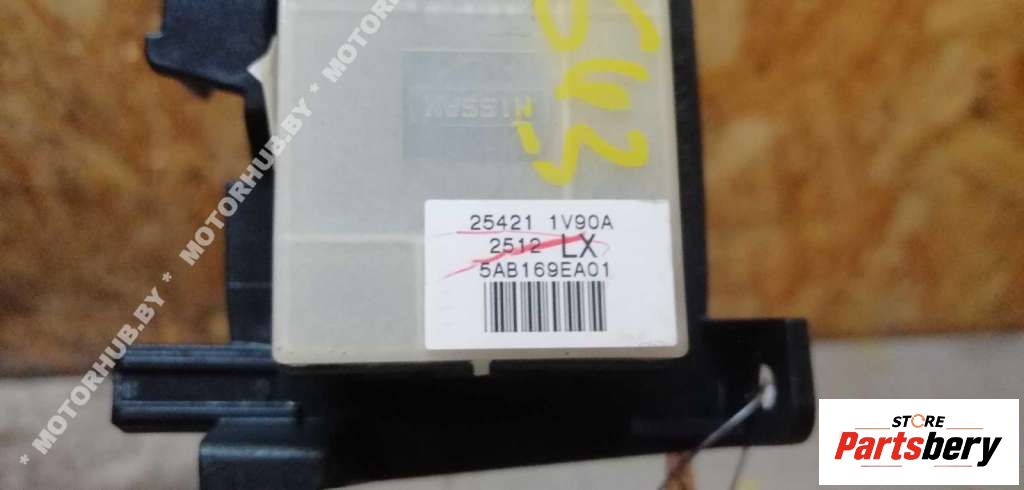 * MOTORHUB.BY * MOTORHUB.BY * MOTORHUB.BY *
NISSAN
25421 1V90A
2512 LX
5AB169EA01
STORE
Partsbery